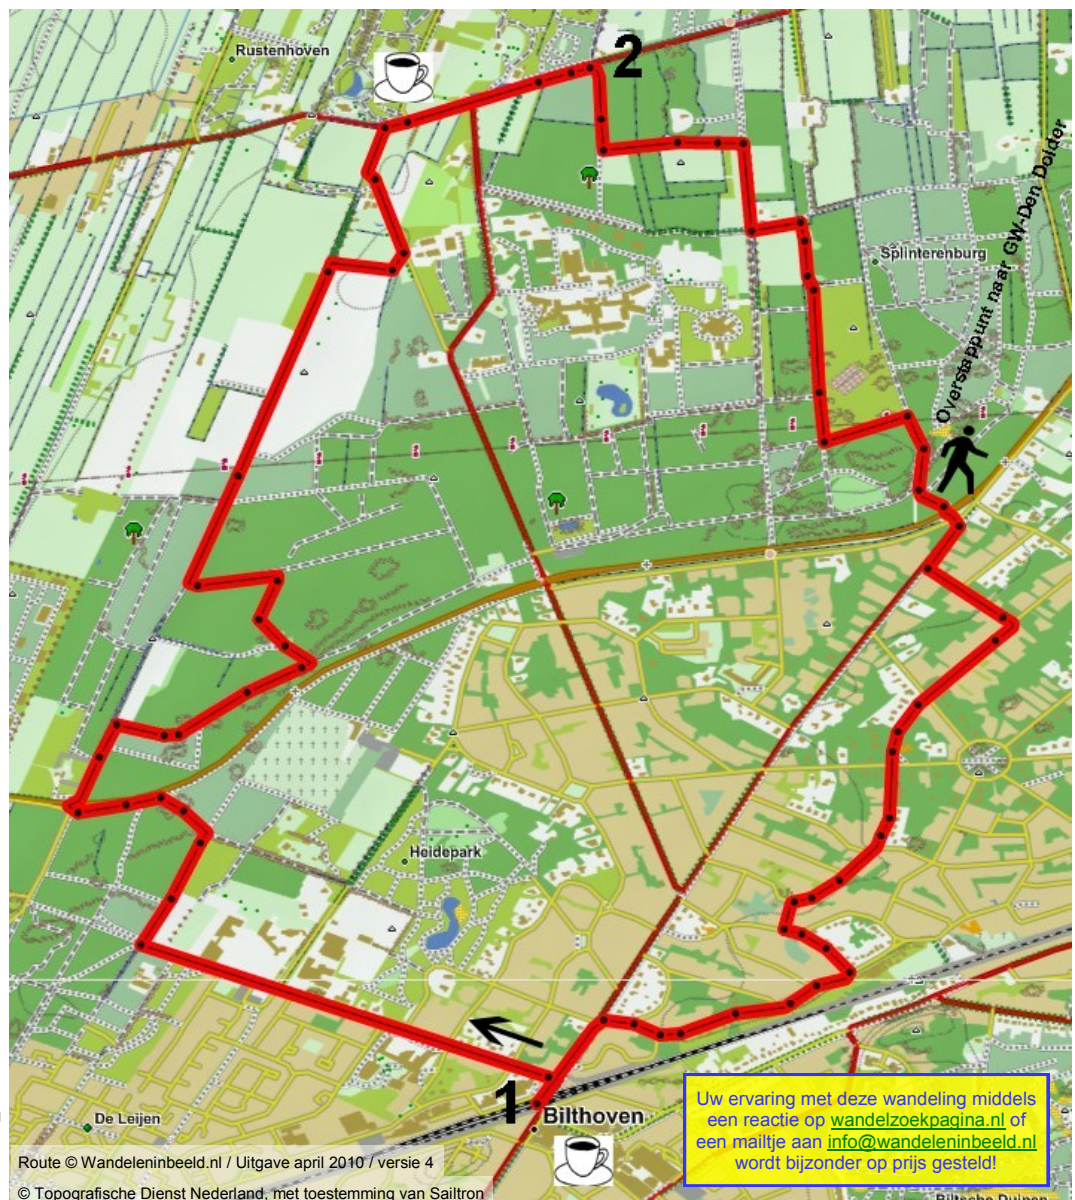 Rustenhoven
2
Overstappunt naar GW-Den Dolder
Splinterenburg
Heidepark
1
Bilthoven
De Leijen
Uw ervaring met deze wandeling middels
een reactie op wandelzoekpagina.nl of
een mailtje aan info@wandeleninbeeld.nl
wordt bijzonder op prijs gesteld!
Route © Wandeleninbeeld.nl / Uitgave april 2010 / versie 4
© Topografische Dienst Nederland, met toestemming van Sailtron
Biltsche Duinen